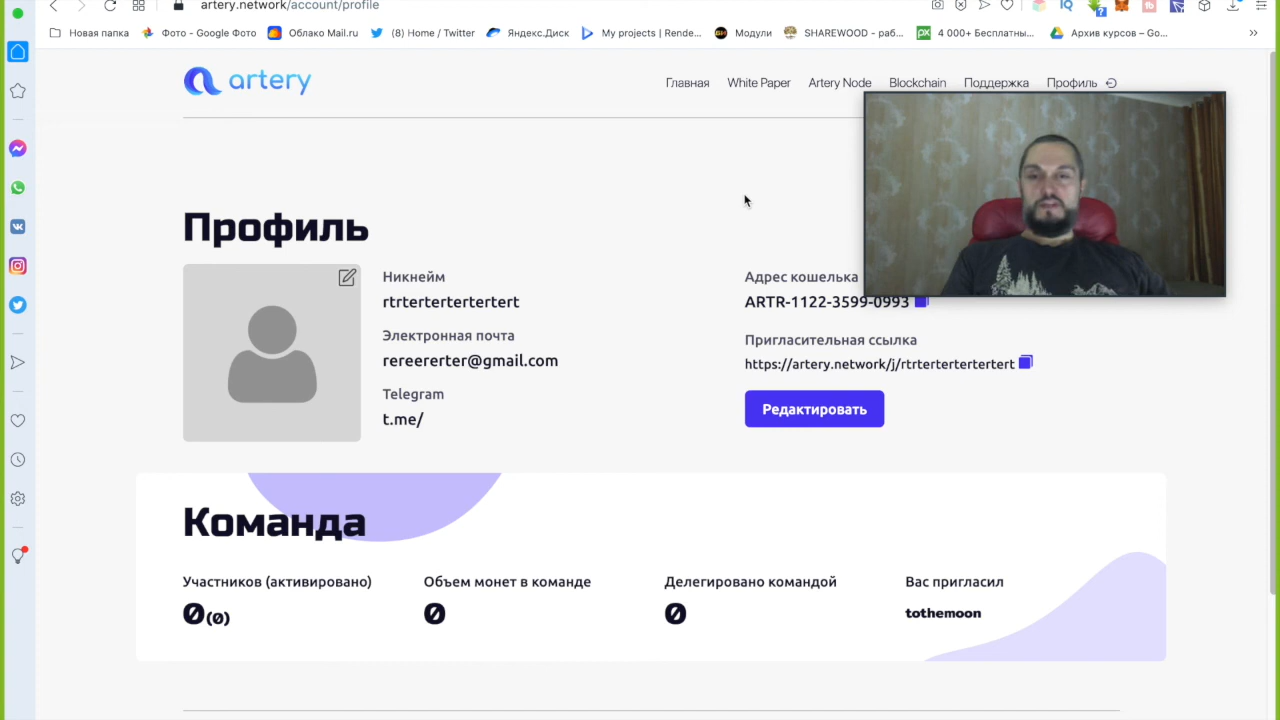 artery.network/account/profile
Новая папка
Фото - Google Фото
Облако Mail.ru
(8) Home / Twitter
Яндекс.Диск
My projects | Rende...
Модули
SHAREWOOD - раб...
4 000+ Бесплатны...
Архив курсов – Go...
artery
Главная
White Paper
Artery Node
Blockchain
Поддержка
Профиль
Профиль
Никнейм
rtrtertertertertert
Электронная почта
rereererter@gmail.com
Telegram
t.me/
Адрес кошелька
ARTR-1122-3599-0993
Пригласительная ссылка
https://artery.network/j/rtrtertertertertert
Редактировать
Команда
Участников (активировано)
0(0)
Объем монет в команде
0
Делегировано командой
0
Вас пригласил
tothemoon